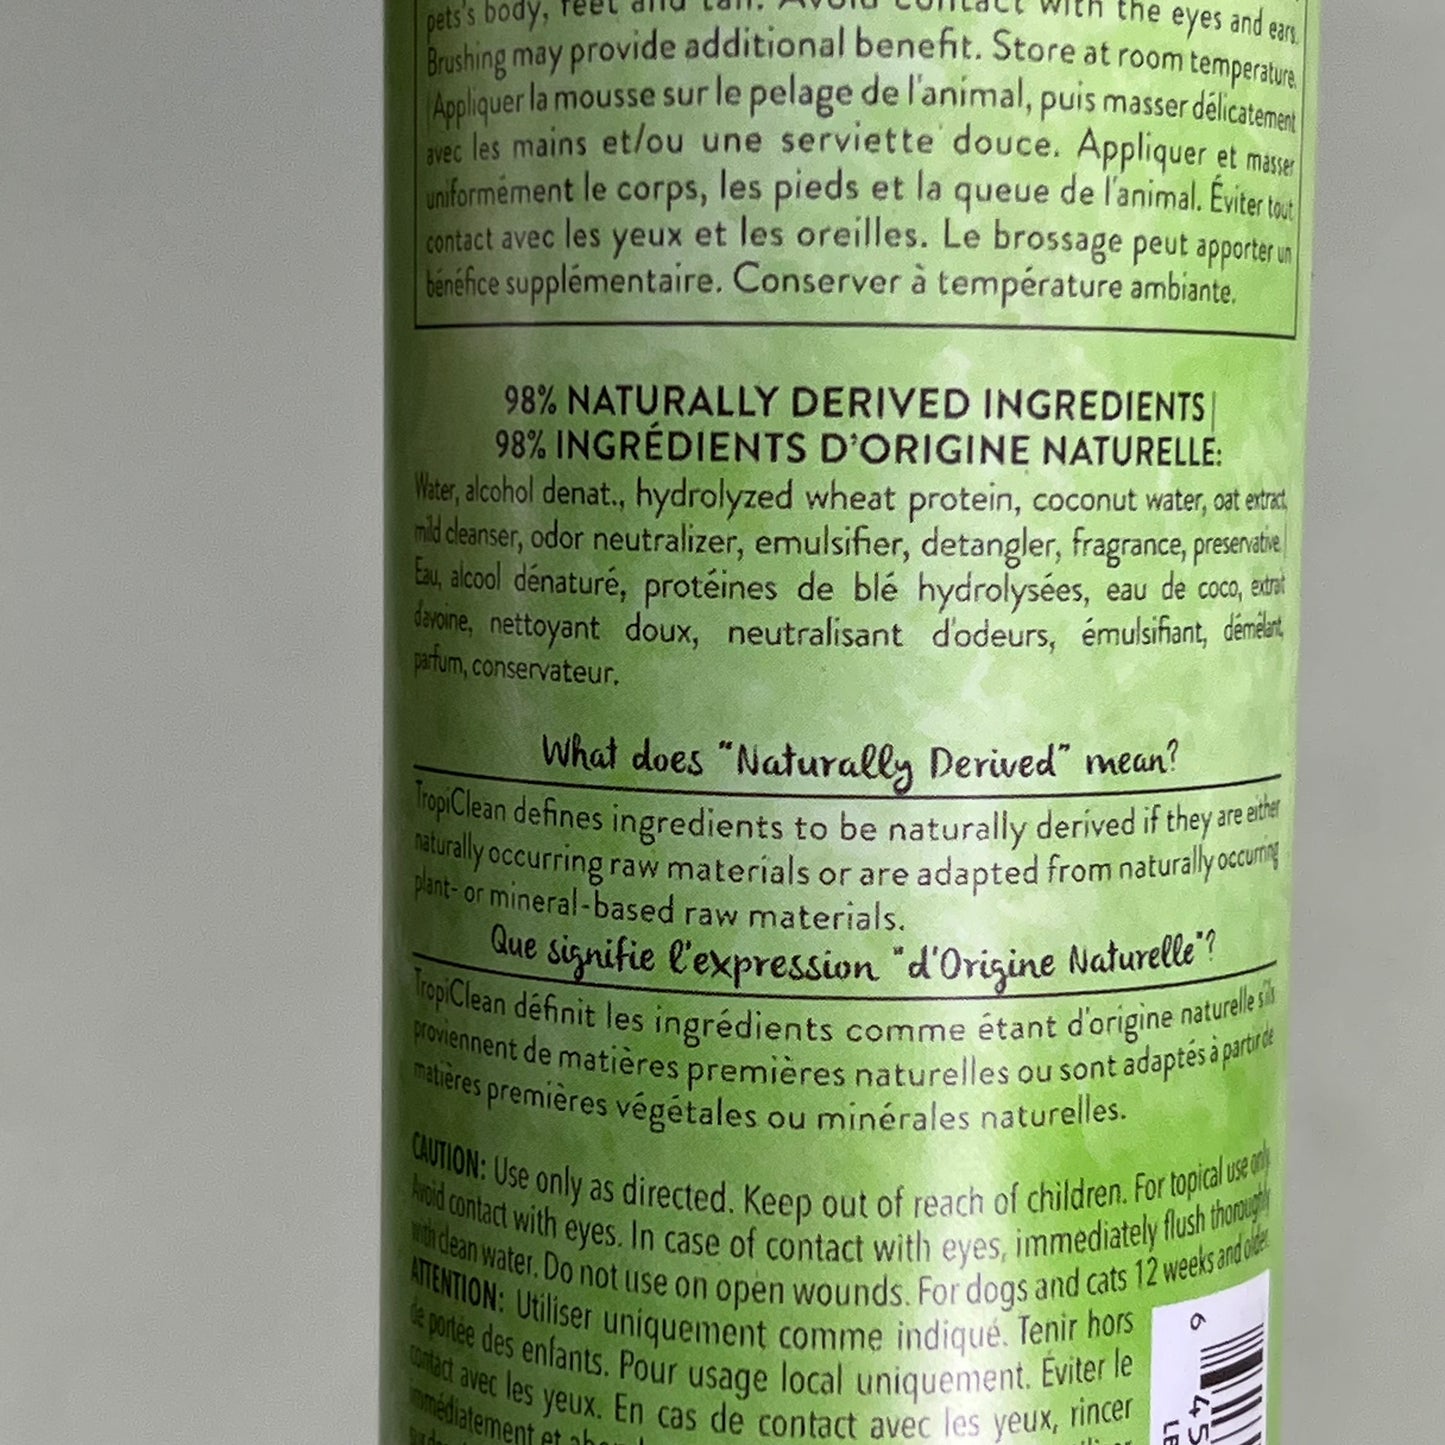 pets's body, feet and tail. Avoid contact with the eyes and ears.
Brushing may provide additional benefit. Store at room temperature.
Appliquer la mousse sur le pelage de l'animal, puis masser délicatement
avec les mains et/ou une serviette douce. Appliquer et masser
uniformément le corps, les pieds et la queue de l'animal. Éviter tout
contact avec les yeux et les oreilles. Le brossage peut apporter un
bénéfice supplémentaire. Conserver à température ambiante.
98% NATURALLY DERIVED INGREDIENTS |
98% INGRÉDIENTS D'ORIGINE NATURELLE:
Water, alcohol denat., hydrolyzed wheat protein, coconut water, oat extract,
mild cleanser, odor neutralizer, emulsifier, detangler, fragrance, preservative. |
Eau, alcool dénaturé, protéines de blé hydrolysées, eau de coco, extrait
davoine, nettoyant doux, neutralisant d'odeurs, émulsifiant, démêlant,
parfum, conservateur.
What does "Naturally Derived" mean?
TropiClean defines ingredients to be naturally derived if they are either
naturally occurring raw materials or are adapted from naturally occurring
plant- or mineral-based raw materials.
Que signifie l'expression "d'Origine Naturelle"?
TropiClean définit les ingrédients comme étant d'origine naturelle s'ils
proviennent de matières premières naturelles ou sont adaptés à partir de
matières premières végétales ou minérales naturelles.
CAUTION: Use only as directed. Keep out of reach of children. For topical use only.
Avoid contact with eyes. In case of contact with eyes, immediately flush thoroughly
with clean water. Do not use on open wounds. For dogs and cats 12 weeks and older.
ATTENTION: Utiliser uniquement comme indiqué. Tenir hors
de portée des enfants. Pour usage local uniquement. Éviter le
contact avec les yeux. En cas de contact avec les yeux, rincer
immédiatement et
6
45